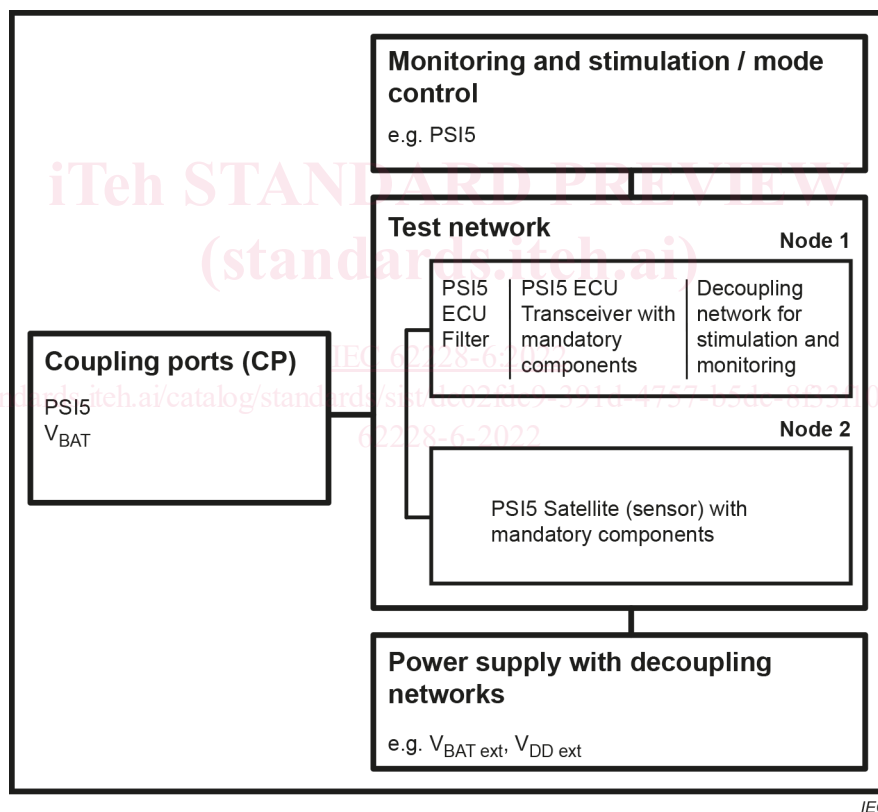 Monitoring and stimulation / mode
control
e.g. PSI5
iTeh STANDARD PREVIEW
(standards.iteh.ai)
Test network
Node 1
PSI5
ECU
Filter
PSI5 ECU
Transceiver with
mandatory
components
Decoupling
network for
stimulation and
monitoring
Coupling ports (CP)
PSI5
VBAT
IEC 62228-6:2022
62228-6-2022
Node 2
PSI5 Satellite (sensor) with
mandatory components
Power supply with decoupling
networks
e.g. VBAT ext, VDD ext